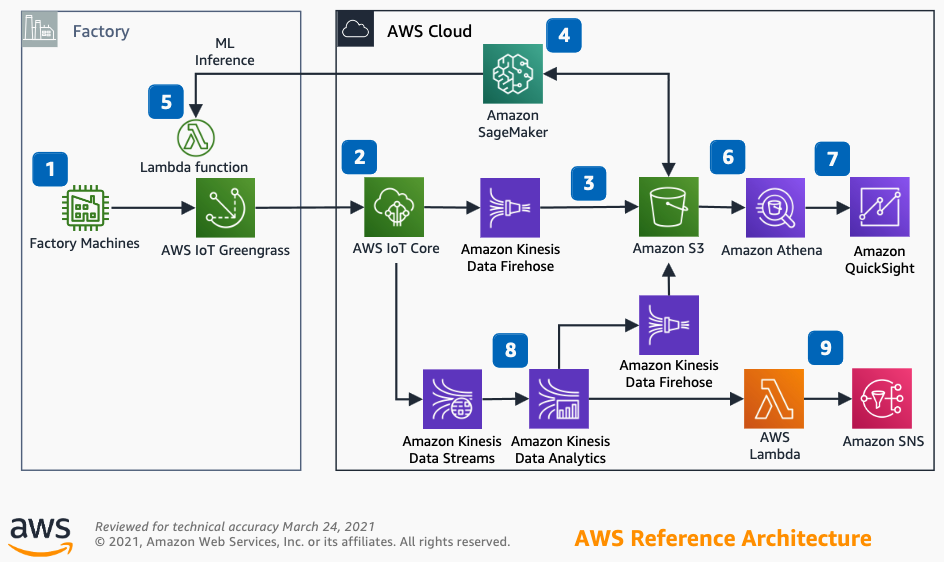 Factory
AWS Cloud
ML
Inference
4
Amazon
SageMaker
5
Lambda function
1
Factory Machines
AWS IoT Greengrass
2
AWS IoT Core
Amazon Kinesis
Data Firehose
3
Amazon S3
6
Amazon Athena
7
Amazon
QuickSight
Amazon Kinesis
Data Firehose
8
Amazon Kinesis
Data Streams
Amazon Kinesis
Data Analytics
9
AWS
Lambda
Amazon SNS
aws
Reviewed for technical accuracy March 24, 2021
© 2021, Amazon Web Services, Inc. or its affiliates. All rights reserved.
AWS Reference Architecture